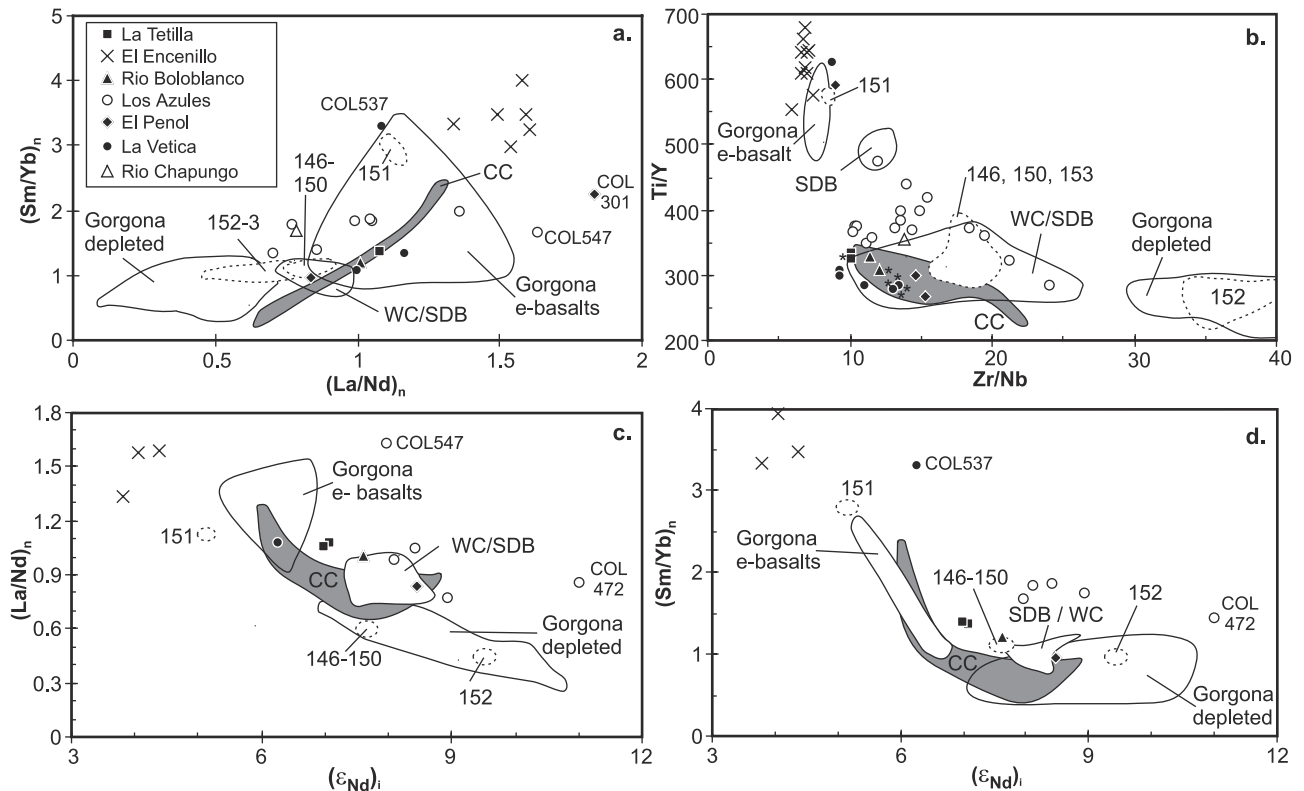 a.
5
4
3
2
1
0
(Sm/Yb)n
La Tetilla
El Encenillo
Rio Boloblanco
Los Azules
El Penol
La Vetica
Rio Chapungo
COL537
146-
150
151
CC
COL
301
COL547
Gorgona
depleted
152-3
WC/SDB
Gorgona
e-basalts
0
0.5
1
1.5
2
(La/Nd)n
b.
700
600
500
400
300
200
Ti/Y
151
Gorgona
e-basalt
SDB
146, 150, 153
WC/SDB
Gorgona
depleted
152
CC
*
*
*
*
*
*
0
10
20
30
40
Zr/Nb
c.
1.8
1.5
1.2
0.9
0.6
0.3
0
(La/Nd)n
COL547
Gorgona
e- basalts
151
WC/SDB
CC
COL
472
Gorgona
depleted
146-150
152
3
6
9
12
(εNd)i
d.
4
3
2
1
0
(Sm/Yb)n
COL537
151
Gorgona
e-basalts
146-150
SDB / WC
152
COL
472
CC
Gorgona
depleted
3
6
9
12
(εNd)i